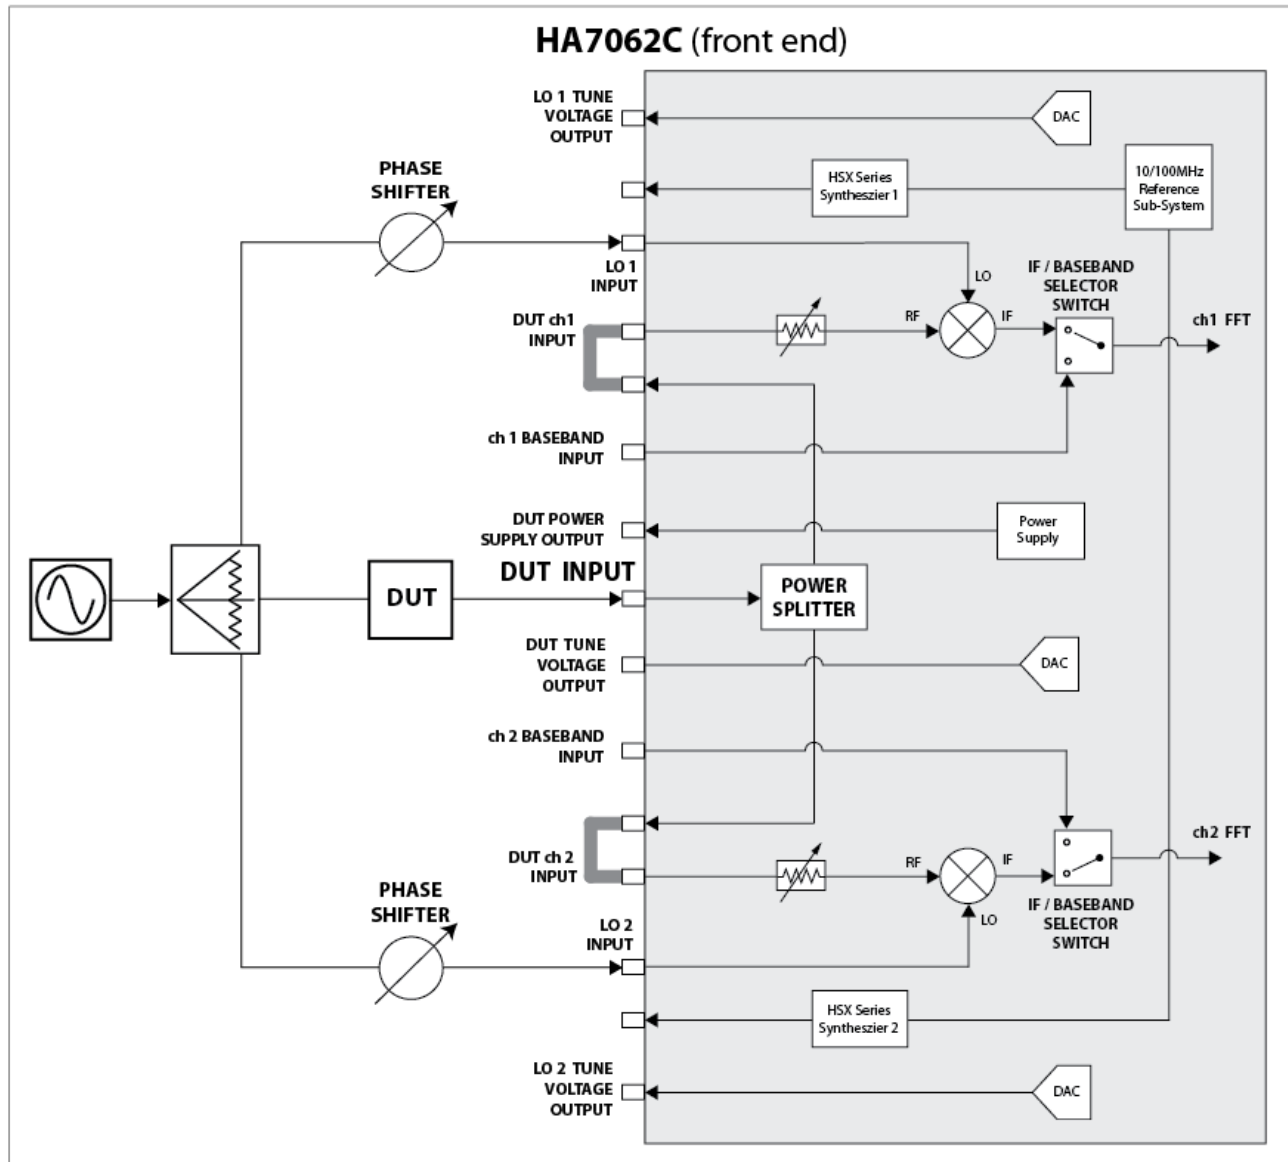 HA7062C (front end)
LO 1 TUNE
VOLTAGE
OUTPUT
DAC
PHASE
SHIFTER
HSX Series
Syntheszier 1
10/100MHz
Reference
Sub-System
LO 1
INPUT
LO
IF / BASEBAND
SELECTOR
SWITCH
DUT ch1
INPUT
RF
IF
ch1 FFT
ch 1 BASEBAND
INPUT
DUT POWER
SUPPLY OUTPUT
Power
Supply
DUT INPUT
DUT
POWER
SPLITTER
DUT TUNE
VOLTAGE
OUTPUT
DAC
ch 2 BASEBAND
INPUT
DUT ch 2
INPUT
RF
IF
ch2 FFT
PHASE
SHIFTER
LO 2
INPUT
LO
IF / BASEBAND
SELECTOR
SWITCH
HSX Series
Syntheszier 2
LO 2 TUNE
VOLTAGE
OUTPUT
DAC